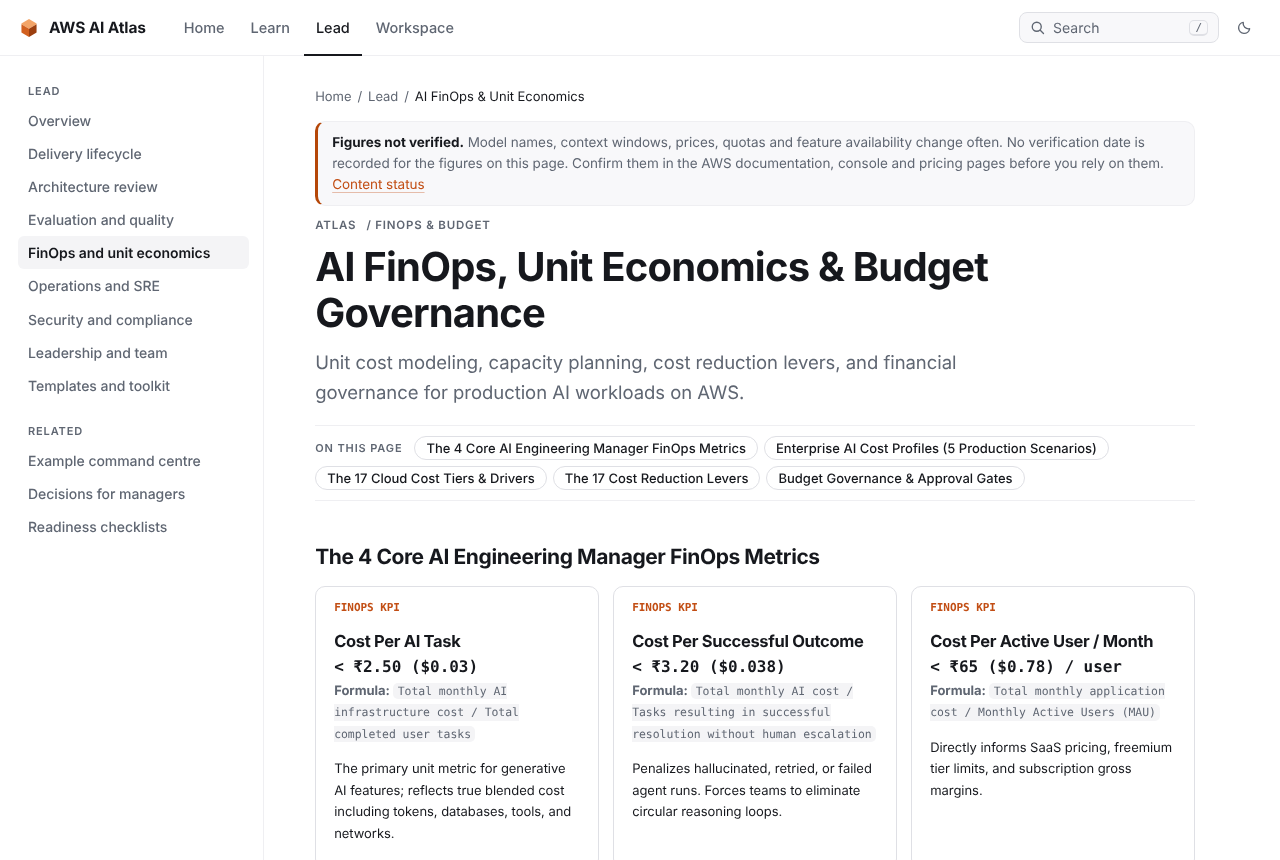 AWS AI Atlas
Home
Learn
Lead
Workspace
Search
/
LEAD
Overview
Delivery lifecycle
Architecture review
Evaluation and quality
FinOps and unit economics
Operations and SRE
Security and compliance
Leadership and team
Templates and toolkit
RELATED
Example command centre
Decisions for managers
Readiness checklists
Home / Lead / AI FinOps & Unit Economics
Figures not verified. Model names, context windows, prices, quotas and feature availability change often. No verification date is
recorded for the figures on this page. Confirm them in the AWS documentation, console and pricing pages before you rely on them.
Content status
ATLAS / FINOPS & BUDGET
AI FinOps, Unit Economics & Budget
Governance
Unit cost modeling, capacity planning, cost reduction levers, and financial
governance for production AI workloads on AWS.
ON THIS PAGE
The 4 Core AI Engineering Manager FinOps Metrics
Enterprise AI Cost Profiles (5 Production Scenarios)
The 17 Cloud Cost Tiers & Drivers
The 17 Cost Reduction Levers
Budget Governance & Approval Gates
The 4 Core AI Engineering Manager FinOps Metrics
FINOPS KPI
Cost Per AI Task
< ₹2.50 ($0.03)
Formula: Total monthly AI
infrastructure cost / Total
completed user tasks
The primary unit metric for generative
AI features; reflects true blended cost
including tokens, databases, tools, and
networks.
FINOPS KPI
Cost Per Successful Outcome
< ₹3.20 ($0.038)
Formula: Total monthly AI cost /
Tasks resulting in successful
resolution without human escalation
Penalizes hallucinated, retried, or failed
agent runs. Forces teams to eliminate
circular reasoning loops.
FINOPS KPI
Cost Per Active User / Month
< ₹65 ($0.78) / user
Formula: Total monthly application
cost / Monthly Active Users (MAU)
Directly informs SaaS pricing, freemium
tier limits, and subscription gross
margins.